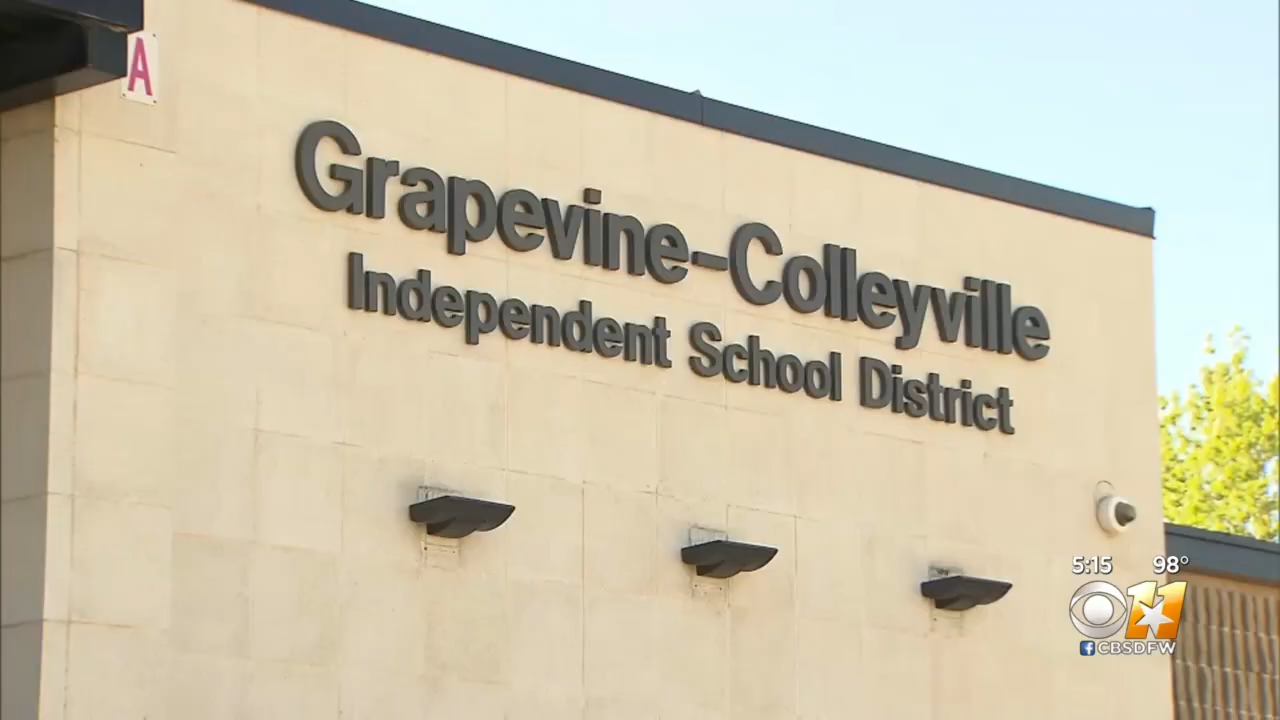 A
Grapevine-Colleyville
Independent School District
5:15 98°
11
f CBSDFW